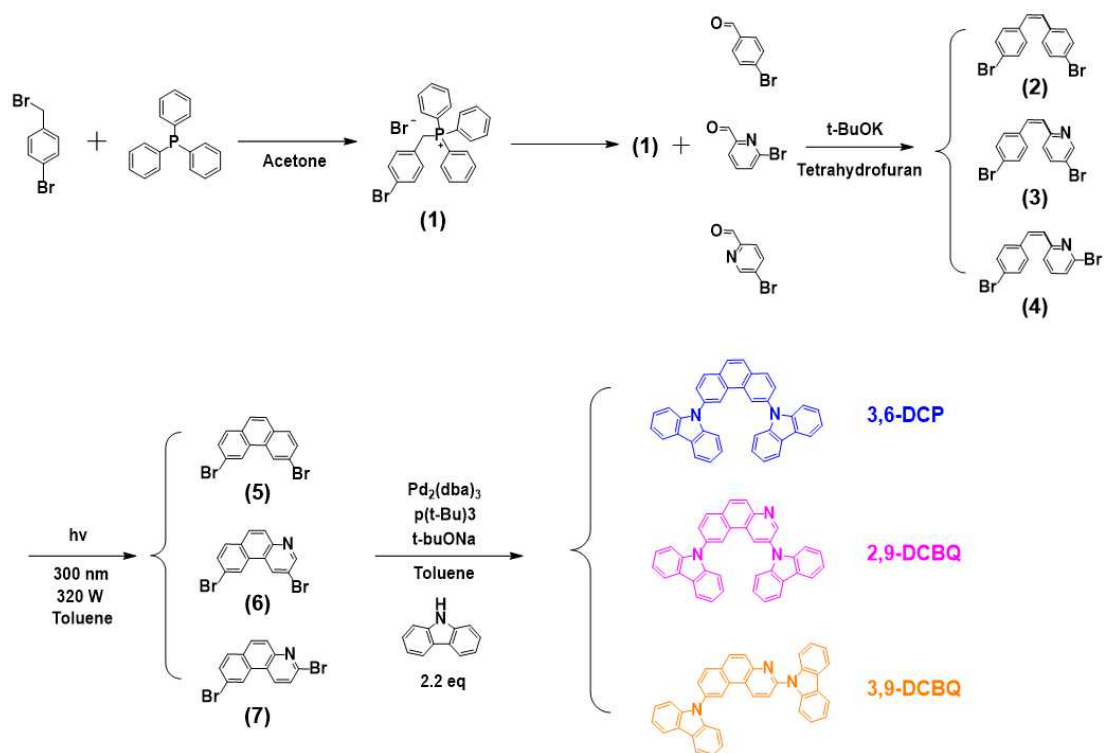 Br
Br
+
P
Acetone
Br⁻
P
+
Br
(1)
(1) +
O
Br
O
N
Br
O
N
Br
t-BuOK
Tetrahydrofuran
Br
Br
(2)
N
Br
Br
(3)
N
Br
Br
(4)
hv
300 nm
320 W
Toluene
Br
Br
(5)
N
Br
Br
(6)
N
Br
Br
(7)
Pd₂(dba)₃
p(t-Bu)3
t-buONa
Toluene
H
N
2.2 eq
N
N
3,6-DCP
N
N
N
2,9-DCBQ
N
N
N
3,9-DCBQ